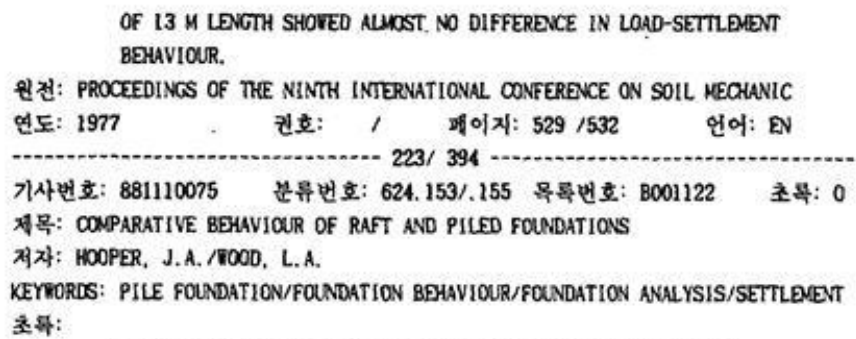 OF 13 M LENGTH SHOWED ALMOST NO DIFFERENCE IN LOAD-SETTLEMENT
BEHAVIOUR.
원전: PROCEEDINGS OF THE NINTH INTERNATIONAL CONFERENCE ON SOIL MECHANIC
연도: 1977 권호: / 페이지: 529 /532 언어: EN
-------------------------------- 223/ 394 --------------------------------
기사번호: 881110075 분류번호: 624.153/.155 목록번호: B001122 초록: 0
제목: COMPARATIVE BEHAVIOUR OF RAFT AND PILED FOUNDATIONS
저자: HOOPER, J.A./WOOD, L.A.
KEYWORDS: PILE FOUNDATION/FOUNDATION BEHAVIOUR/FOUNDATION ANALYSIS/SETTLEMENT
초록: